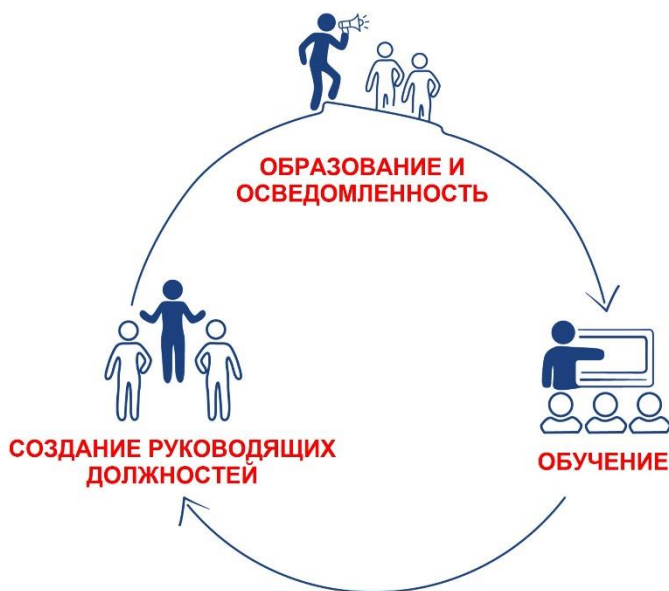 ОБРАЗОВАНИЕ И
ОСВЕДОМЛЕННОСТЬ
СОЗДАНИЕ РУКОВОДЯЩИХ
ДОЛЖНОСТЕЙ
ОБУЧЕНИЕ